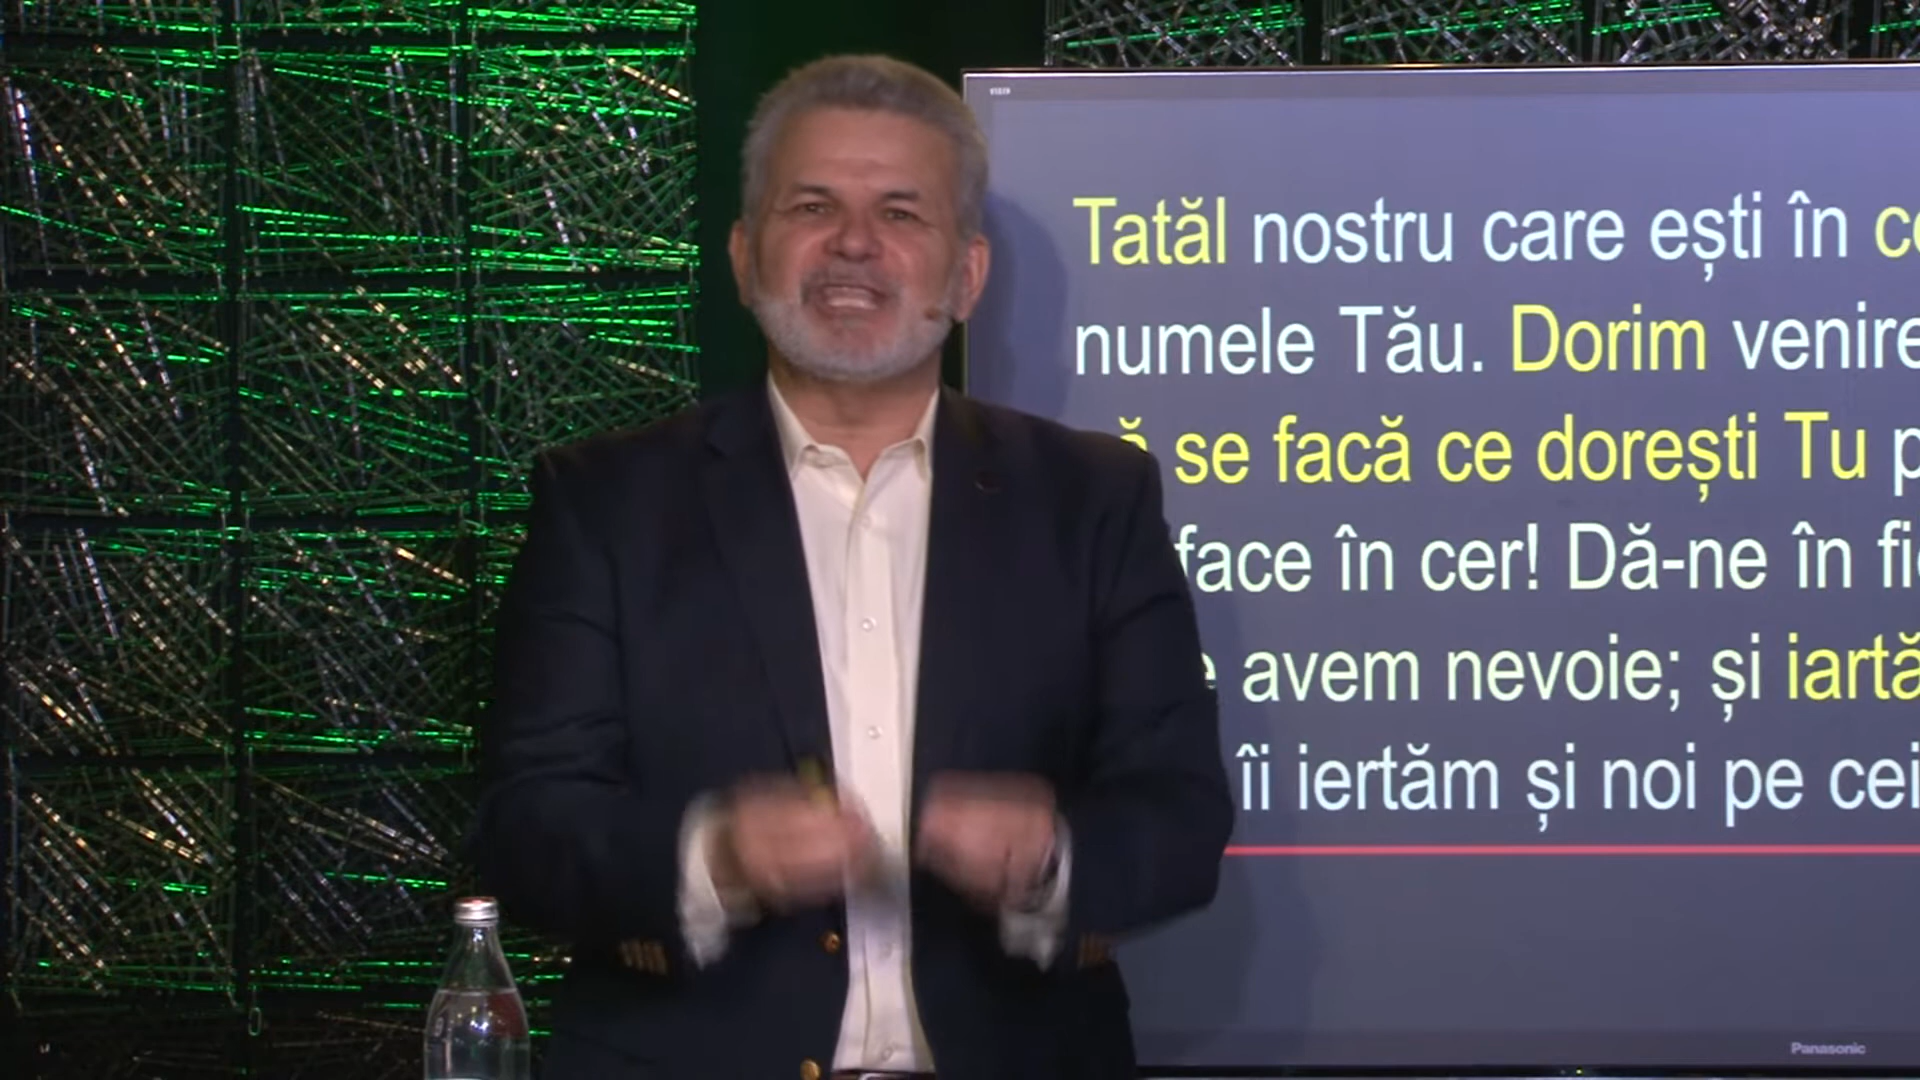 Tatăl nostru care ești în
numele Tău. Dorim
se facă ce dorești Tu
face în cer! Dă-ne în
avem nevoie; și iartă
îi iertăm și noi pe cei
Panasonic